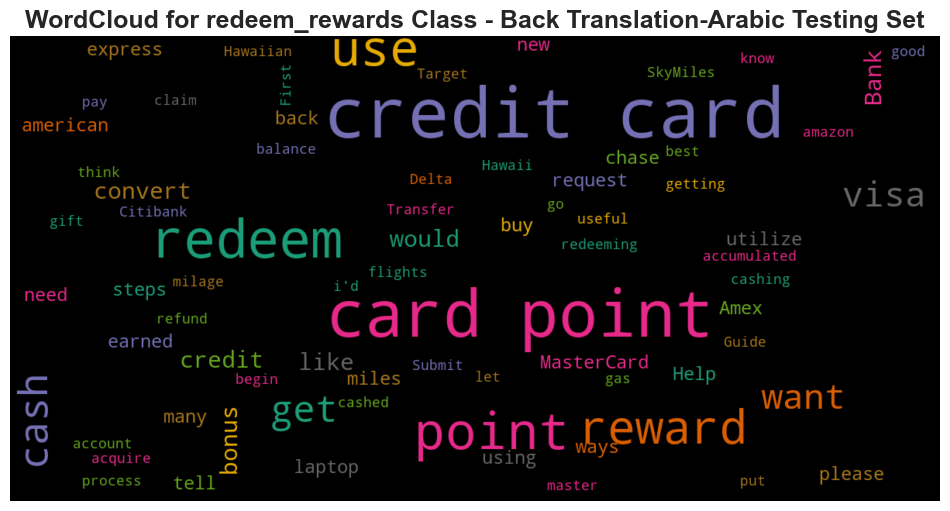 WordCloud for redeem_rewards Class - Back Translation-Arabic Testing Set
express
Hawaiian
use
new
know
good
First
Target
SkyMiles
Bank
pay
claim
back
credit card
american
amazon
balance
chase
best
think
Hawaii
convert
Delta
request
getting
visa
gift
Citibank
Transfer
go
useful
redeem
would
buy
redeeming
utilize
accumulated
need
steps
milage
flights
i'd
cashing
refund
card point
Amex
earned
Guide
credit
like
Submit
MasterCard
begin
miles
let
gas
Help
cash
many
bonus
get
cashed
point
reward
want
account
ways
acquire
laptop
using
process
tell
master
put
please